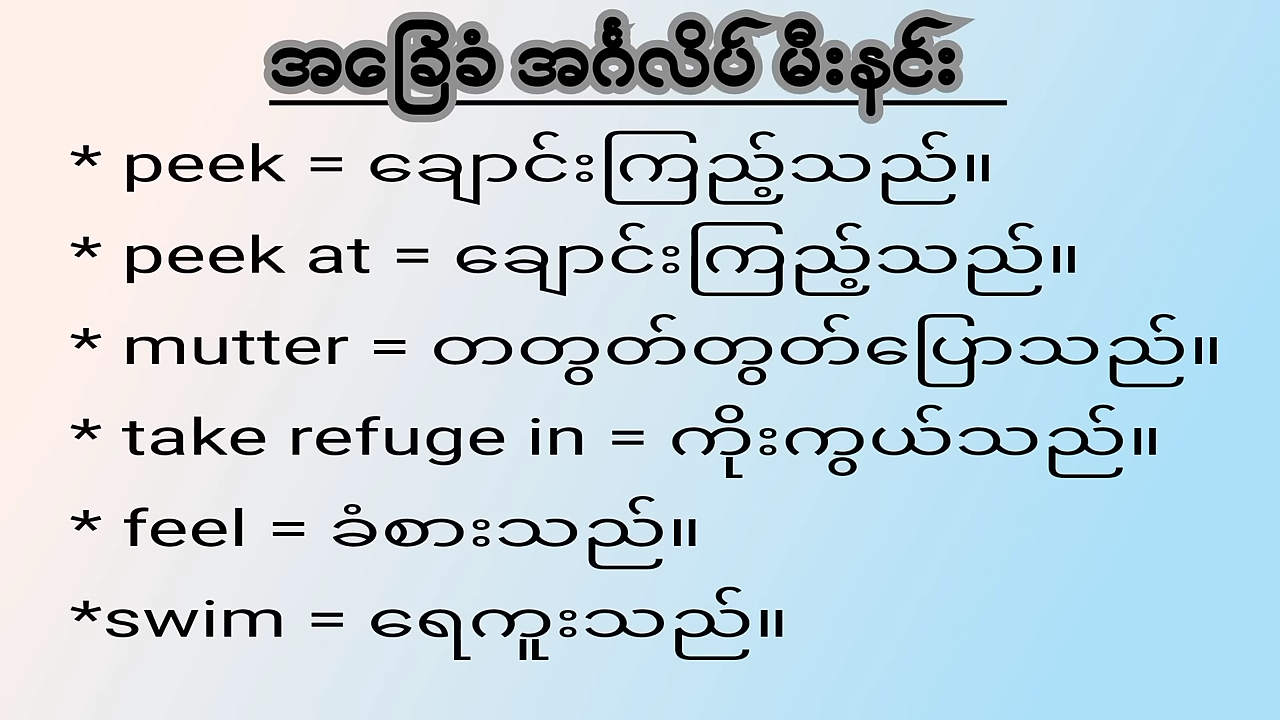 အခြေခံ အင်္ဂလိပ် မီးနင်း
* peek = ချောင်းကြည့်သည်။
* peek at = ချောင်းကြည့်သည်။
* mutter = တတွတ်တွတ်ပြောသည်။
* take refuge in = ကိုးကွယ်သည်။
* feel = ခံစားသည်။
*swim = ရေကူးသည်။